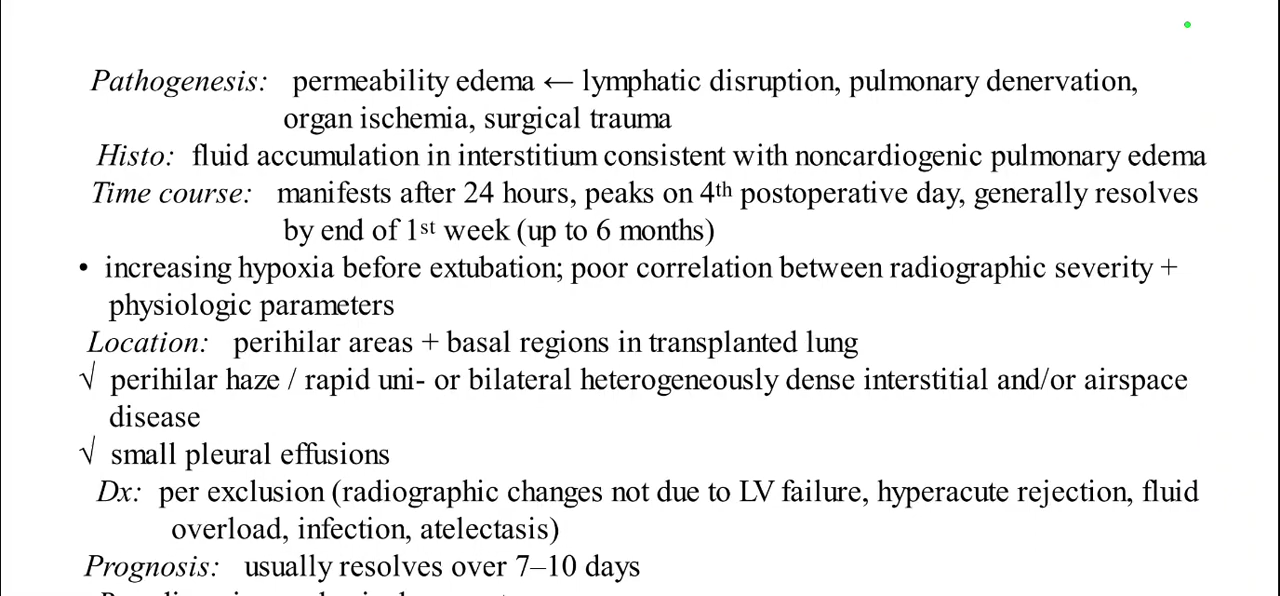 Pathogenesis: permeability edema ← lymphatic disruption, pulmonary denervation,
organ ischemia, surgical trauma
Histo: fluid accumulation in interstitium consistent with noncardiogenic pulmonary edema
Time course: manifests after 24 hours, peaks on 4th postoperative day, generally resolves
by end of 1st week (up to 6 months)
• increasing hypoxia before extubation; poor correlation between radiographic severity +
physiologic parameters
Location: perihilar areas + basal regions in transplanted lung
√ perihilar haze / rapid uni- or bilateral heterogeneously dense interstitial and/or airspace
disease
√ small pleural effusions
Dx: per exclusion (radiographic changes not due to LV failure, hyperacute rejection, fluid
overload, infection, atelectasis)
Prognosis: usually resolves over 7–10 days